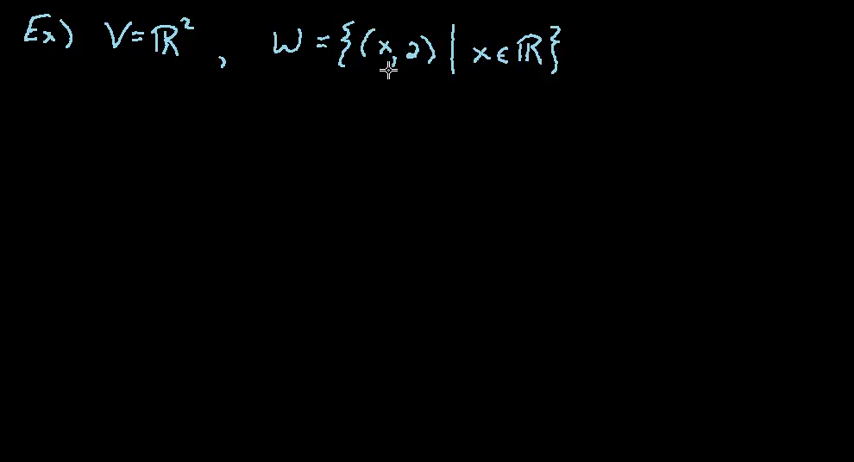 Ex) V=ℝ², W={(x,2) | x∈ℝ}